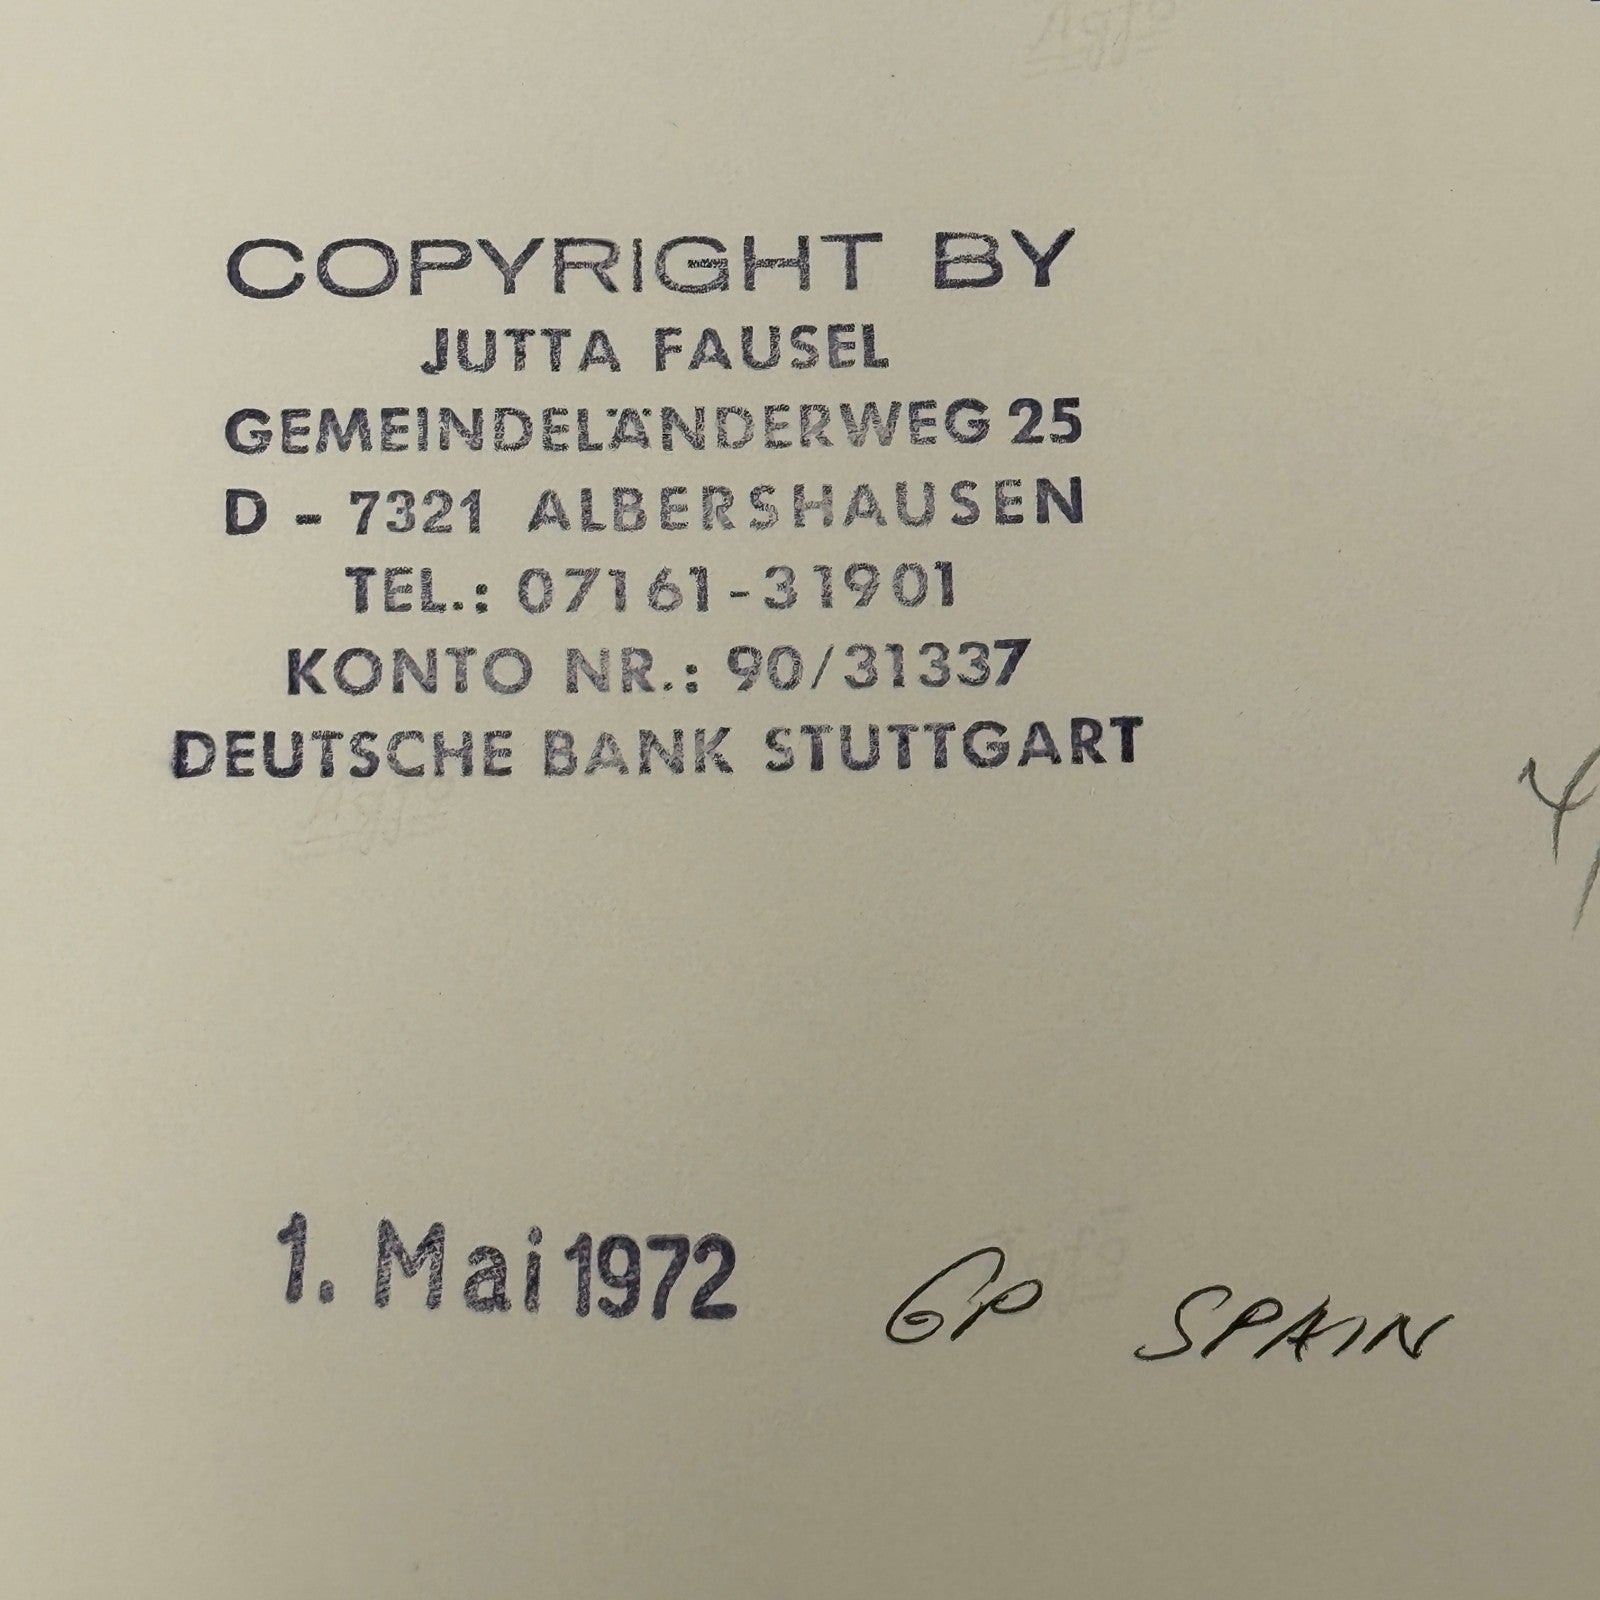 COPYRIGHT BY
JUTTA FAUSEL
GEMEINDELÄNDERWEG 25
D - 7321 ALBERSHAUSEN
TEL.: 07161-31901
KONTO NR.: 90/31337
DEUTSCHE BANK STUTTGART
1. Mai 1972 GP SPAIN